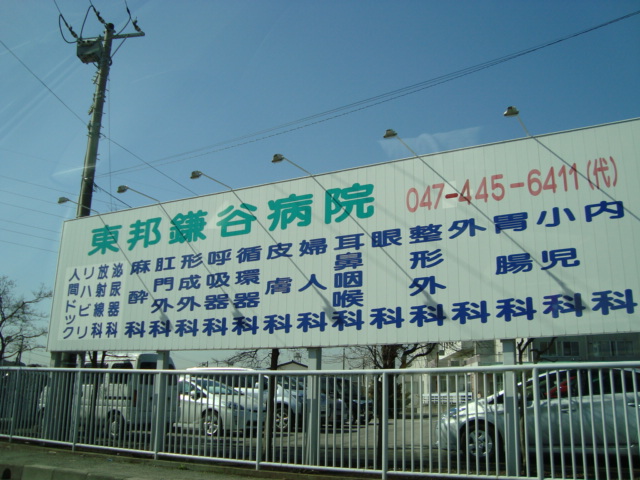 東邦鎌谷病院
047-445-6411(代)
内科
小児科
胃腸科
外科
整形外科
眼科
耳鼻咽喉科
婦人科
皮膚科
循環器科
呼吸器科
形成外科
肛門外科
麻酔科
泌尿器科
放射線科
リハビリ科
人間ドック